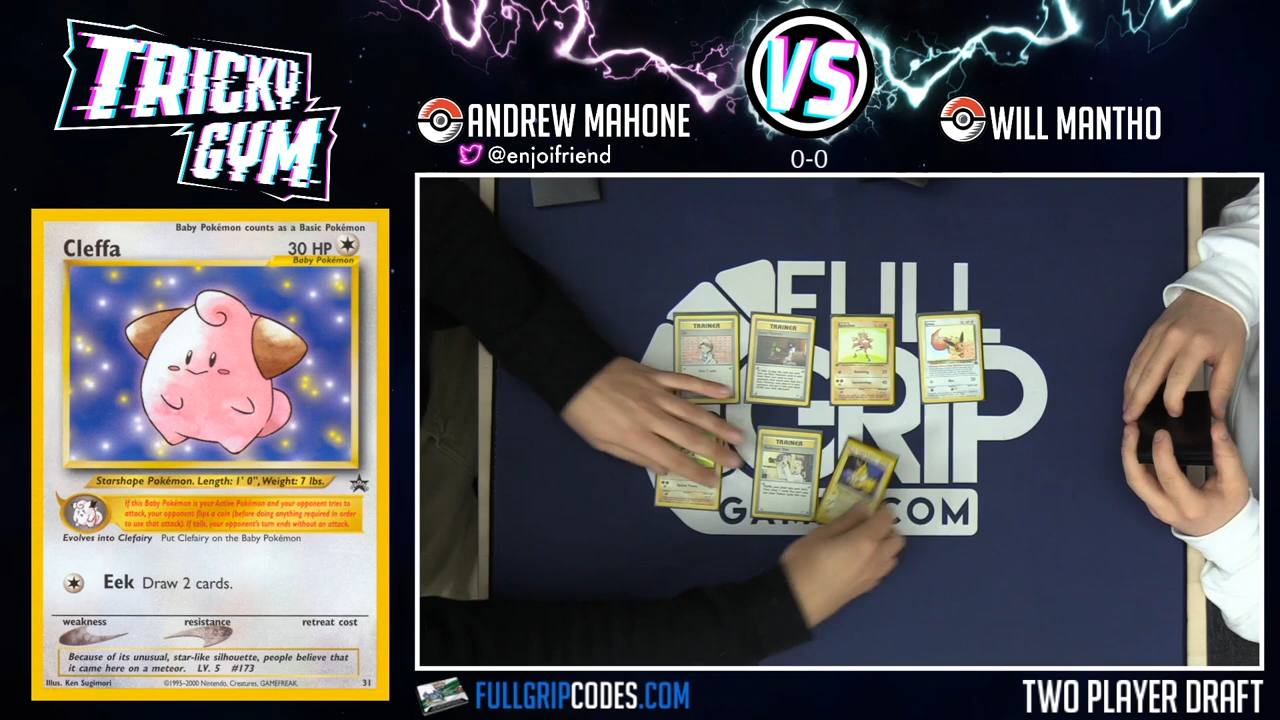 TRICKY
GYM
ANDREW MAHONE
@enjoifriend
VS
0-0
WILL MANTHO
Baby Pokémon counts as a Basic Pokémon
Cleffa
30 HP
Baby Pokémon
Starshape Pokémon. Length: 1' 0", Weight: 7 lbs.
If this Baby Pokémon is your Active Pokémon and your opponent tries to
attack, your opponent flips a coin (before doing anything required in order
to use that attack). If tails, your opponent's turn ends without an attack.
Evolves into Clefairy Put Clefairy on the Baby Pokémon
Eek Draw 2 cards.
weakness resistance retreat cost
Because of its unusual, star-like silhouette, people believe that
it came here on a meteor. LV. 5 #173
Illus. Ken Sugimori ©1995-2000 Nintendo, Creatures, GAMEFREAK. 31
FULL
GRIP
COM
TRAINER
TRAINER
TRAINER
FULLGRIPCODES.COM
TWO PLAYER DRAFT